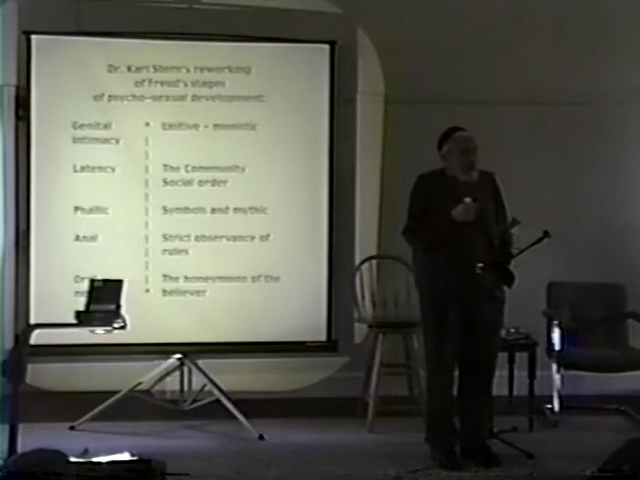 Dr. Karl Stern's reworking
of Freud's stages
of psycho-sexual development:
Genital * Unitive - monistic
Intimacy
Latency The Community
Social order
Phallic Symbols and mythic
Anal Strict observance of
rules
Oral The honeymoon of the
* believer